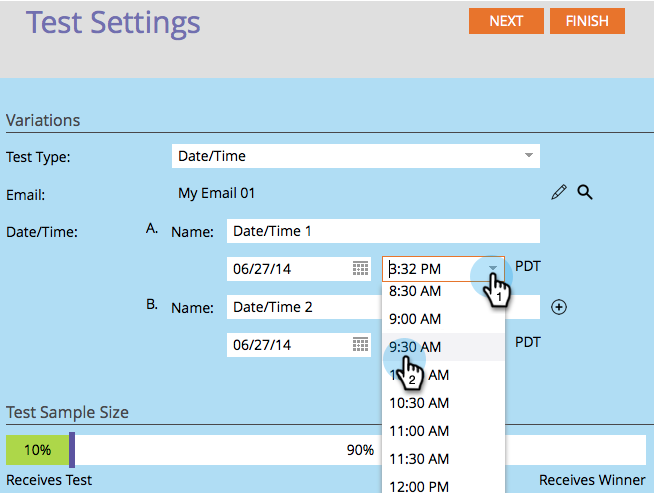 Test Settings
NEXT
FINISH
Variations
Test Type:
Date/Time
Email:
My Email 01
Date/Time:
A.
Name:
Date/Time 1
06/27/14
3:32 PM
PDT
1
8:30 AM
B.
Name:
Date/Time 2
9:00 AM
06/27/14
9:30 AM
PDT
2
AM
10:30 AM
Test Sample Size
11:00 AM
10%
90%
11:30 AM
Receives Test
12:00 PM
Receives Winner